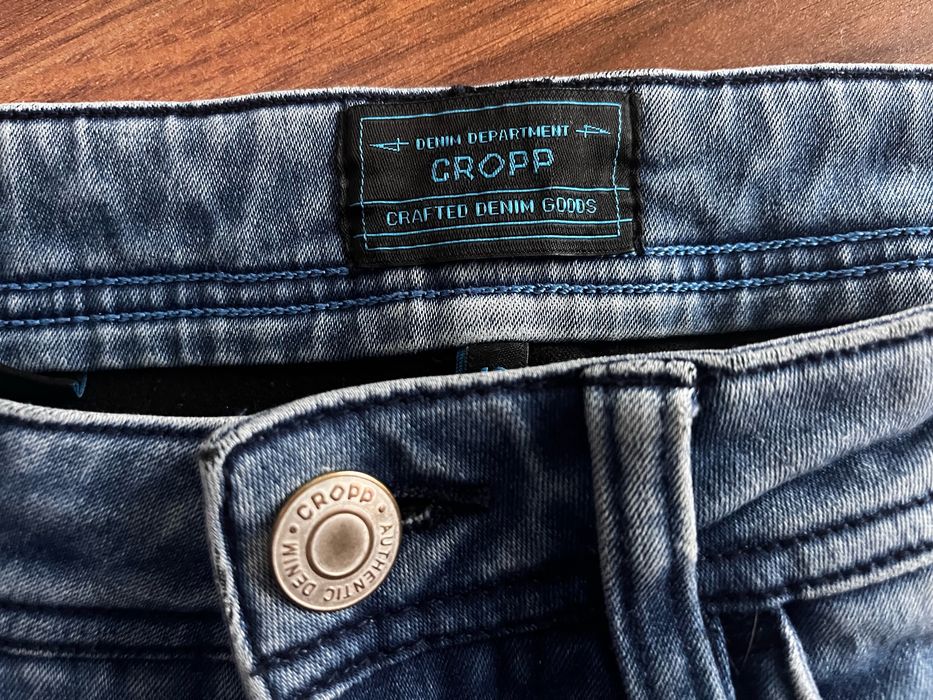 DENIM DEPARTMENT
CROPP
CRAFTED DENIM GOODS
CROPP • AUTHENTIC DENIM •